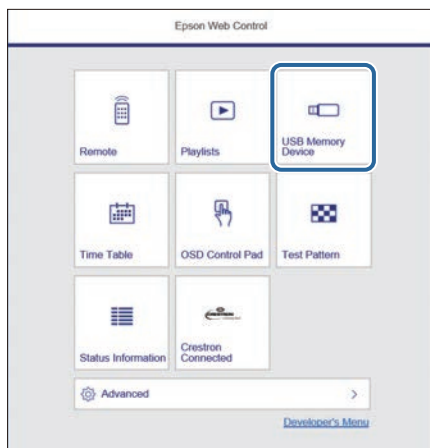 Epson Web Control
Remote
Playlists
USB Memory
Device
Time Table
OSD Control Pad
Test Pattern
Status Information
CRESTRON
Crestron
Connected
Advanced
Developer's Menu